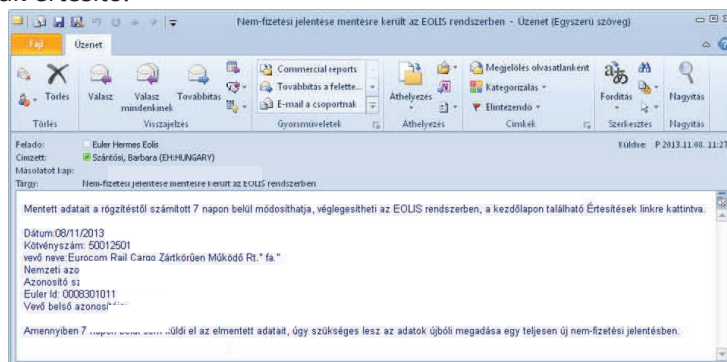 Nem-fizetési jelentése mentésre került az EOLIS rendszerben - Üzenet (Egyszerű szöveg)
Fájl Üzenet
Törlés
Válasz Válasz mindenkinek Továbbítás
Commercial reports
Továbbítás a felette...
E-mail a csoportnak
Áthelyezés
Megjelölés olvasatlanként
Kategorizálás
Elintézendő
Fordítás
Nagyítás
Törlés Visszajelzés Gyorsműveletek Áthelyezés Címkék Szerkesztés Nagyítás
Feladó: Euler Hermes Eolis Küldve: P 2013.11.08. 11:27
Címzett: Szántósi, Barbara (EH:HUNGARY)
Másolatot kap:
Tárgy: Nem-fizetési jelentése mentésre került az EOLIS rendszerben
Mentett adatait a rögzítéstől számított 7 napon belül módosíthatja, véglegesítheti az EOLIS rendszerben, a kezdőlapon található Értesítések linkre kattintva.
Dátum:08/11/2013
Kötvényszám: 50012501
vevő neve:Eurocom Rail Cargo Zártkörűen Működő Rt." fa."
Nemzeti azo
Azonosító sz
Euler Id: 0008301011
Vevő belső
Amennyiben 7 napon belül sem küldi el az elmentett adatait, úgy szükséges lesz az adatok újbóli megadása egy teljesen új nem-fizetési jelentésben.